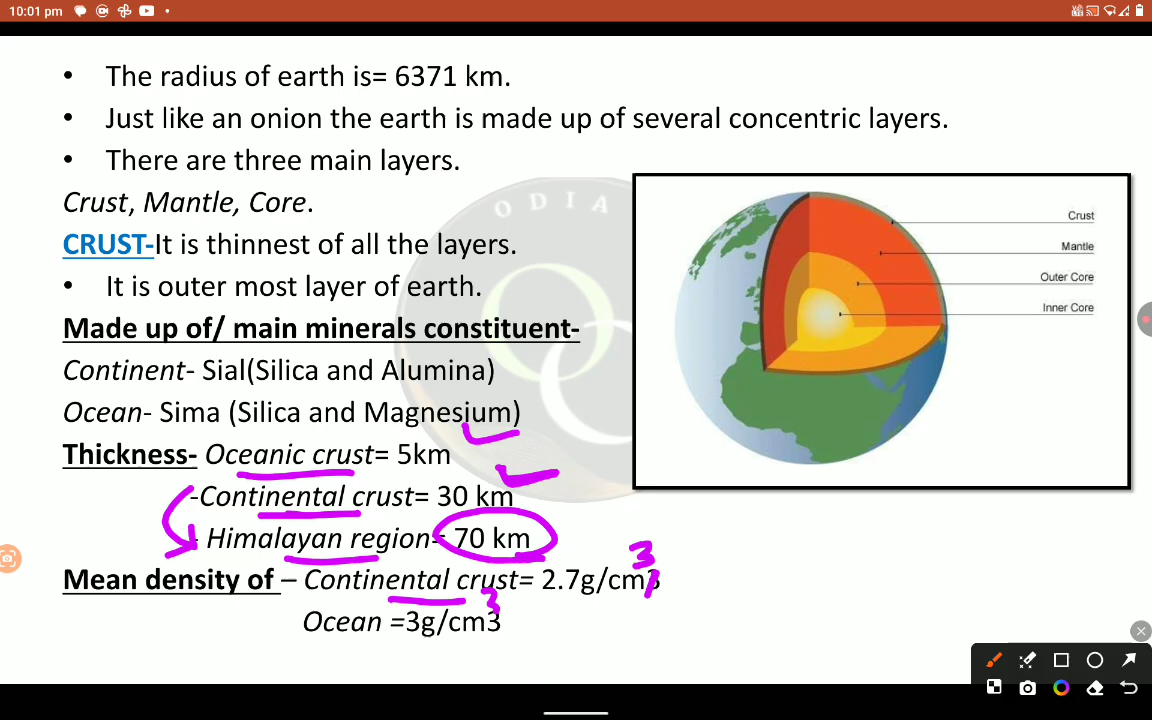 10:01 pm
• The radius of earth is= 6371 km.
• Just like an onion the earth is made up of several concentric layers.
• There are three main layers.
Crust, Mantle, Core.
CRUST-It is thinnest of all the layers.
• It is outer most layer of earth.
Made up of/ main minerals constituent-
Continent- Sial(Silica and Alumina)
Ocean- Sima (Silica and Magnesium)
Thickness- Oceanic crust= 5km
-Continental crust= 30 km
- Himalayan region= 70 km
Mean density of – Continental crust= 2.7g/cm3
3
Ocean =3g/cm3
3
ODIA
Crust
Mantle
Outer Core
Inner Core